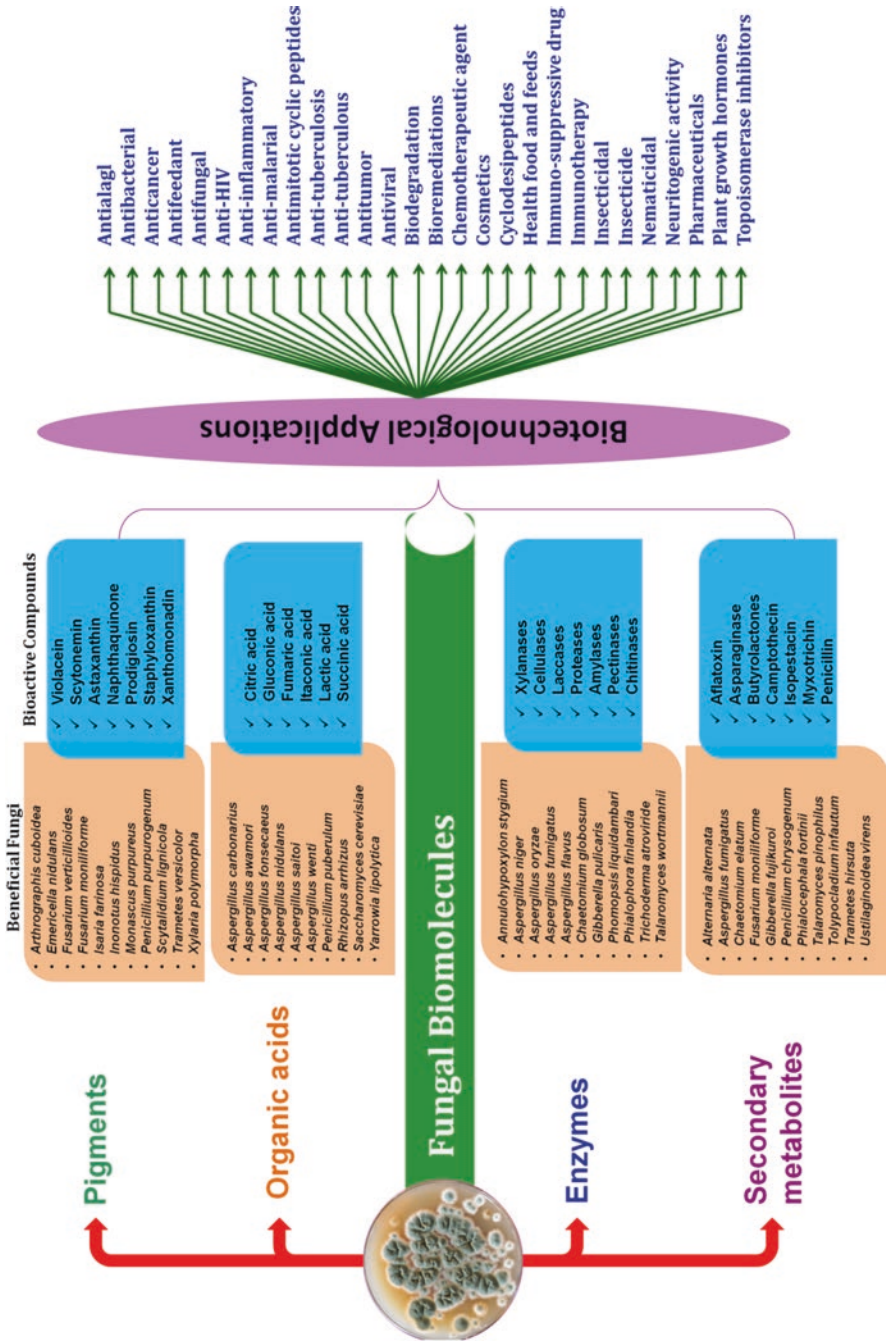 Beneficial Fungi
Bioactive Compounds
Pigments
• Arthrographis cuboidea
• Emericella nidulans
• Fusarium verticillioides
• Fusarium moniliforme
• Isaria farinosa
• Inonotus hispidus
• Monascus purpureus
• Penicillium purpurogenum
• Scytalidium lignicola
• Trametes versicolor
• Xylaria polymorpha
✓ Violacein
✓ Scytonemin
✓ Astaxanthin
✓ Naphthaquinone
✓ Prodigiosin
✓ Staphyloxanthin
✓ Xanthomonadin
Organic acids
• Aspergillus carbonarius
• Aspergillus awamori
• Aspergillus fonsecaeus
• Aspergillus nidulans
• Aspergillus saitoi
• Aspergillus wenti
• Penicillium puberulum
• Rhizopus arrhizus
• Saccharomyces cerevisiae
• Yarrowia lipolytica
✓ Citric acid
✓ Gluconic acid
✓ Fumaric acid
✓ Itaconic acid
✓ Lactic acid
✓ Succinic acid
Fungal Biomolecules
Enzymes
• Annulohypoxylon stygium
• Aspergillus niger
• Aspergillus oryzae
• Aspergillus fumigatus
• Aspergillus flavus
• Chaetomium globosum
• Gibberella pulicaris
• Phomopsis liquidambari
• Phialophora finlandia
• Trichoderma atroviride
• Talaromyces wortmannii
✓ Xylanases
✓ Cellulases
✓ Laccases
✓ Proteases
✓ Amylases
✓ Pectinases
✓ Chitinases
Secondary
metabolites
• Alternaria alternata
• Aspergillus fumigatus
• Chaetomium elatum
• Fusarium moniliforme
• Gibberella fujikuroi
• Penicillium chrysogenum
• Phialocephala fortinii
• Talaromyces pinophilus
• Tolypocladium infautum
• Trametes hirsuta
• Ustilaginoideavirens
✓ Aflatoxin
✓ Asparaginase
✓ Butyrolactones
✓ Camptothecin
✓ Isopestacin
✓ Myxotrichin
✓ Penicillin
Biotechnological Applications
Antialagl
Antibacterial
Anticancer
Antifeedant
Antifungal
Anti-HIV
Anti-inflammatory
Anti-malarial
Antimitotic cyclic peptides
Anti-tuberculosis
Anti-tuberculous
Antitumor
Antiviral
Biodegradation
Bioremediations
Chemotherapeutic agent
Cosmetics
Cyclodesipeptides
Health food and feeds
Immuno-suppressive drug
Immunotherapy
Insecticidal
Insecticide
Nematicidal
Neuritogenic activity
Pharmaceuticals
Plant growth hormones
Topoisomerase inhibitors